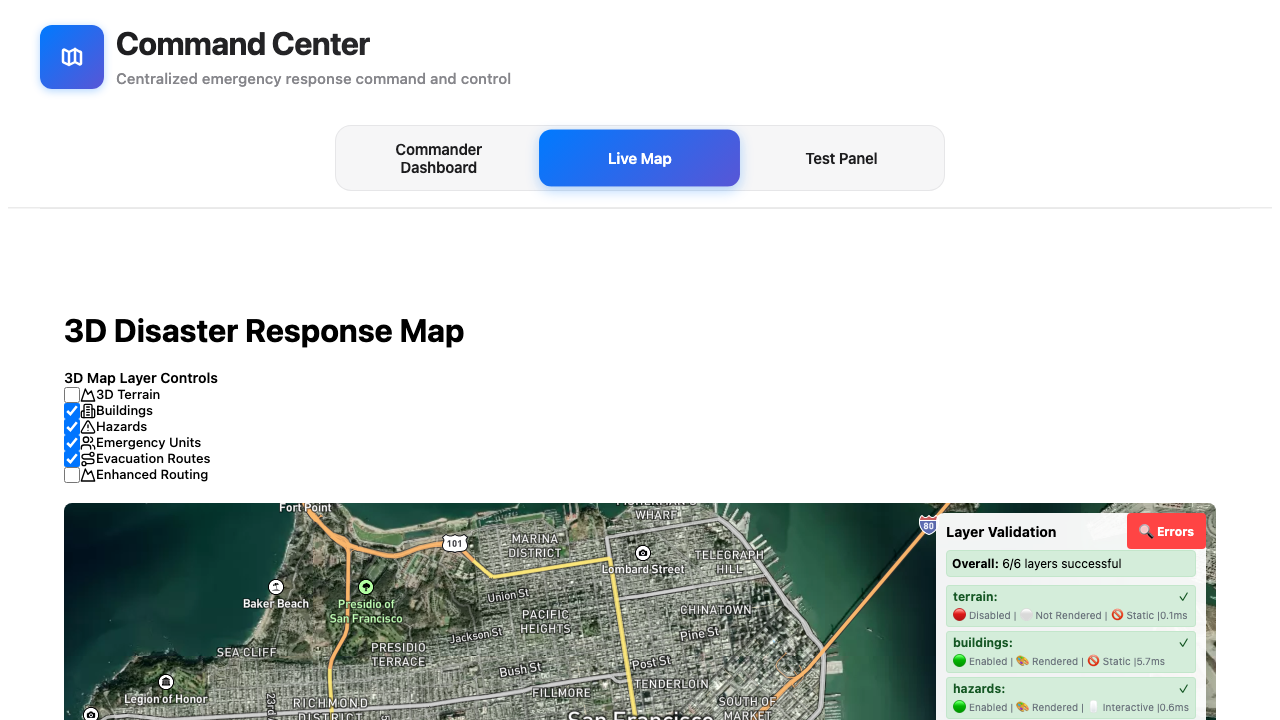 Command Center
Centralized emergency response command and control
Commander
Dashboard
Live Map
Test Panel
3D Disaster Response Map
3D Map Layer Controls
3D Terrain
Buildings
Hazards
Emergency Units
Evacuation Routes
Enhanced Routing
Fort Point
WHARF
80
101
MARINA
DISTRICT
Lombard Street
TELEGRAPH
HILL
Baker Beach
Presidio of
San Francisco
Union St
PACIFIC
HEIGHTS
CHINATOWN
Jackson St
Pine St
SEA CLIFF
PRESIDIO
TERRACE
Bush St
Post St
TENDERLOIN
Legion of Honor
FILLMORE
RICHMOND
DISTRICT
SOUTH OF
MARKET
San Francisco
Layer Validation
Errors
Overall: 6/6 layers successful
terrain: ✓
Disabled | Not Rendered | Static |0.1ms
buildings: ✓
Enabled | Rendered | Static |5.7ms
hazards: ✓
Enabled | Rendered | Interactive |0.6ms